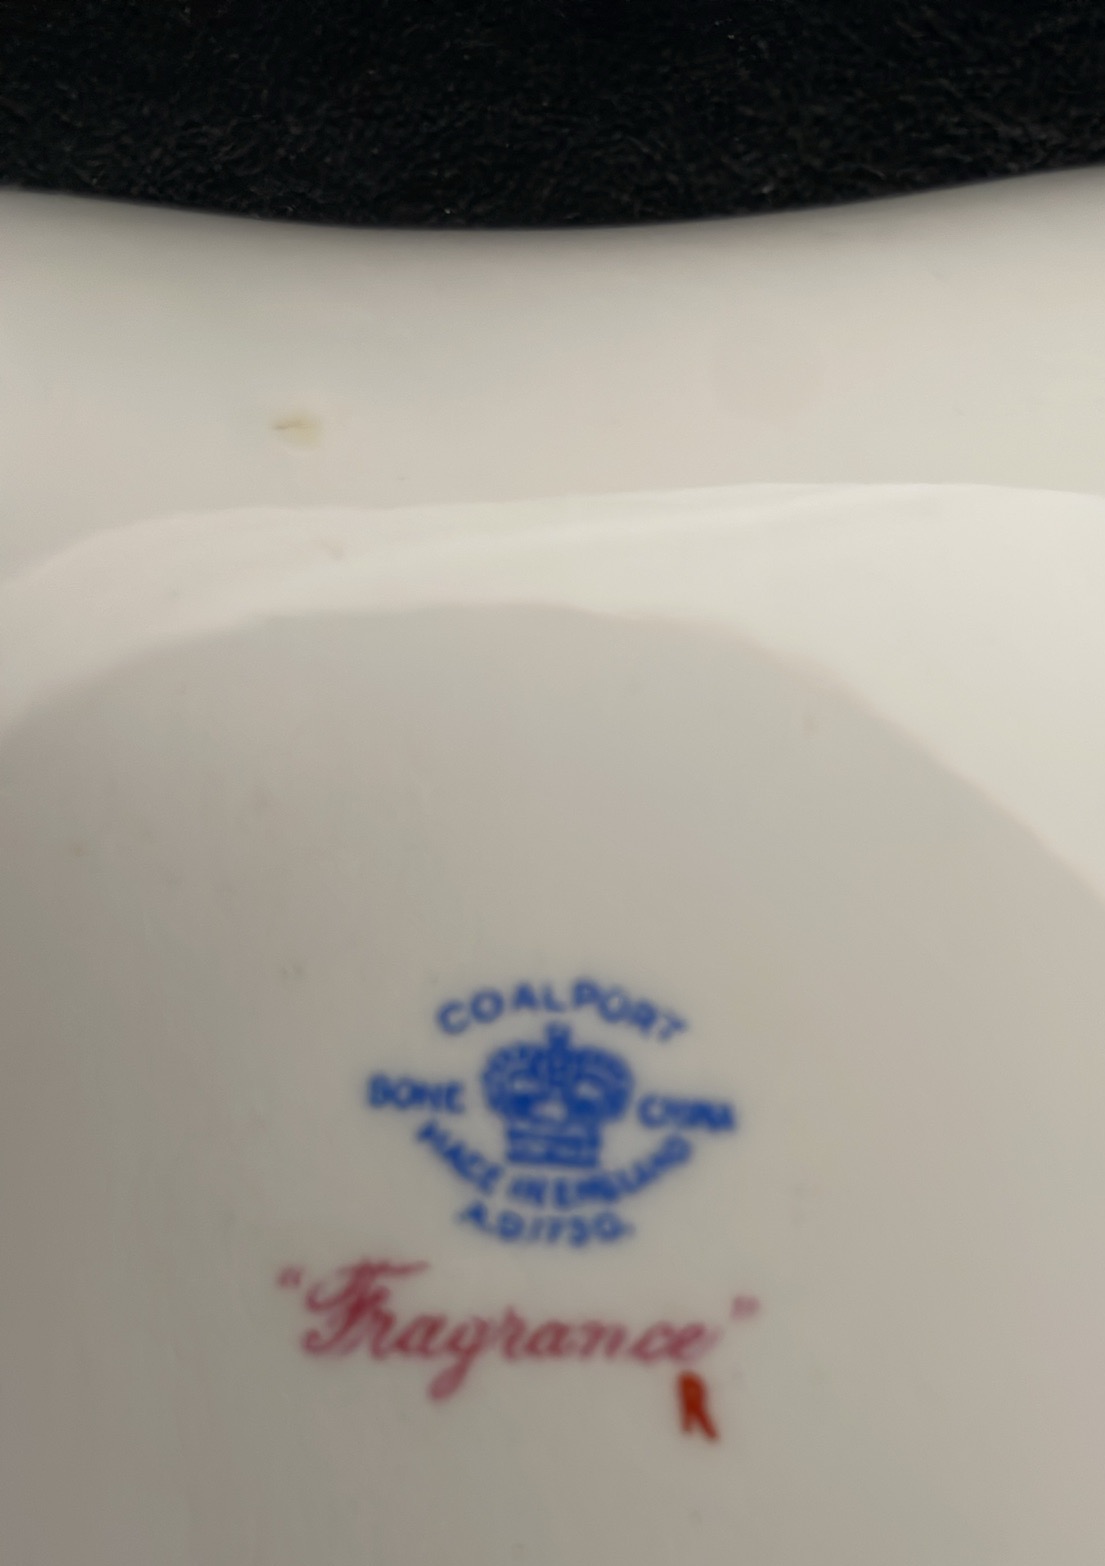 COALPORT
BONE CHINA
MADE IN ENGLAND
A.D.1750.
"Fragrance"
R